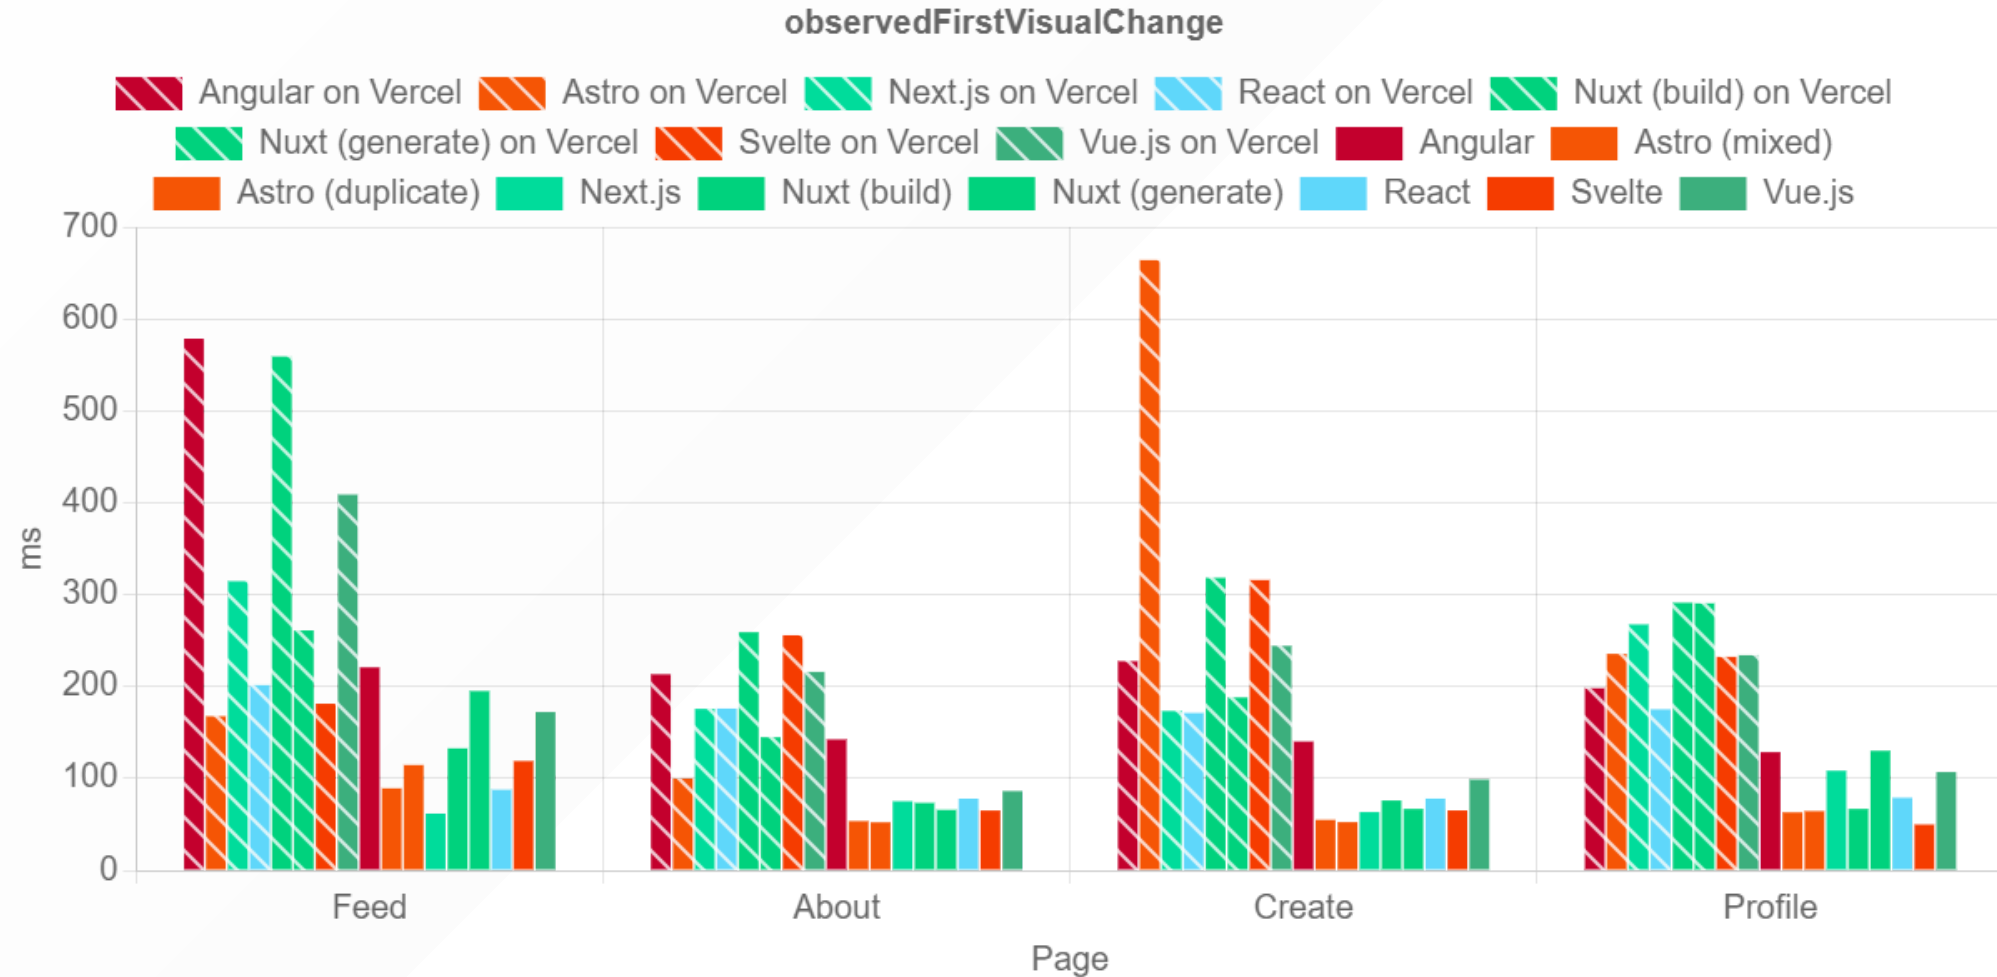 observedFirstVisualChange
Angular on Vercel Astro on Vercel Next.js on Vercel React on Vercel Nuxt (build) on Vercel
Nuxt (generate) on Vercel Svelte on Vercel Vue.js on Vercel Angular Astro (mixed)
Astro (duplicate) Next.js Nuxt (build) Nuxt (generate) React Svelte Vue.js
700
600
500
400
300
200
100
0
ms
Feed About Create Profile
Page